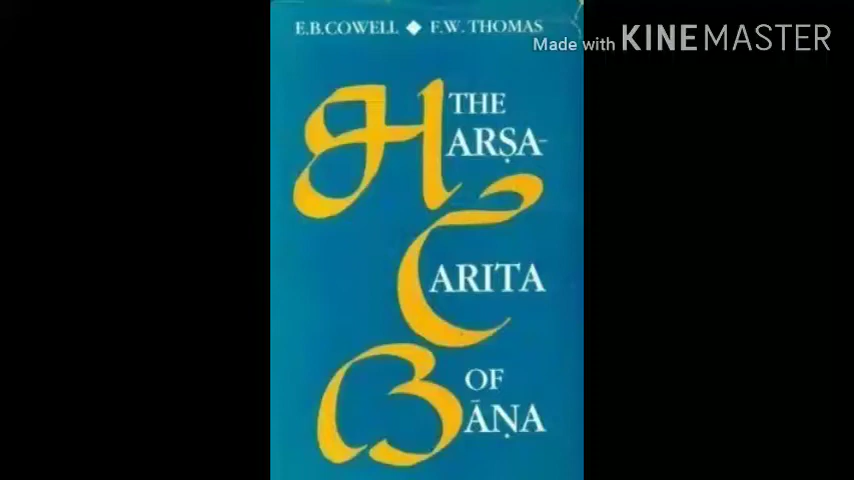 E.B.COWELL ◆ F.W. THOMAS
Made with KINEMASTER
THE
HARṢA-
CARITA
OF
BĀṆA